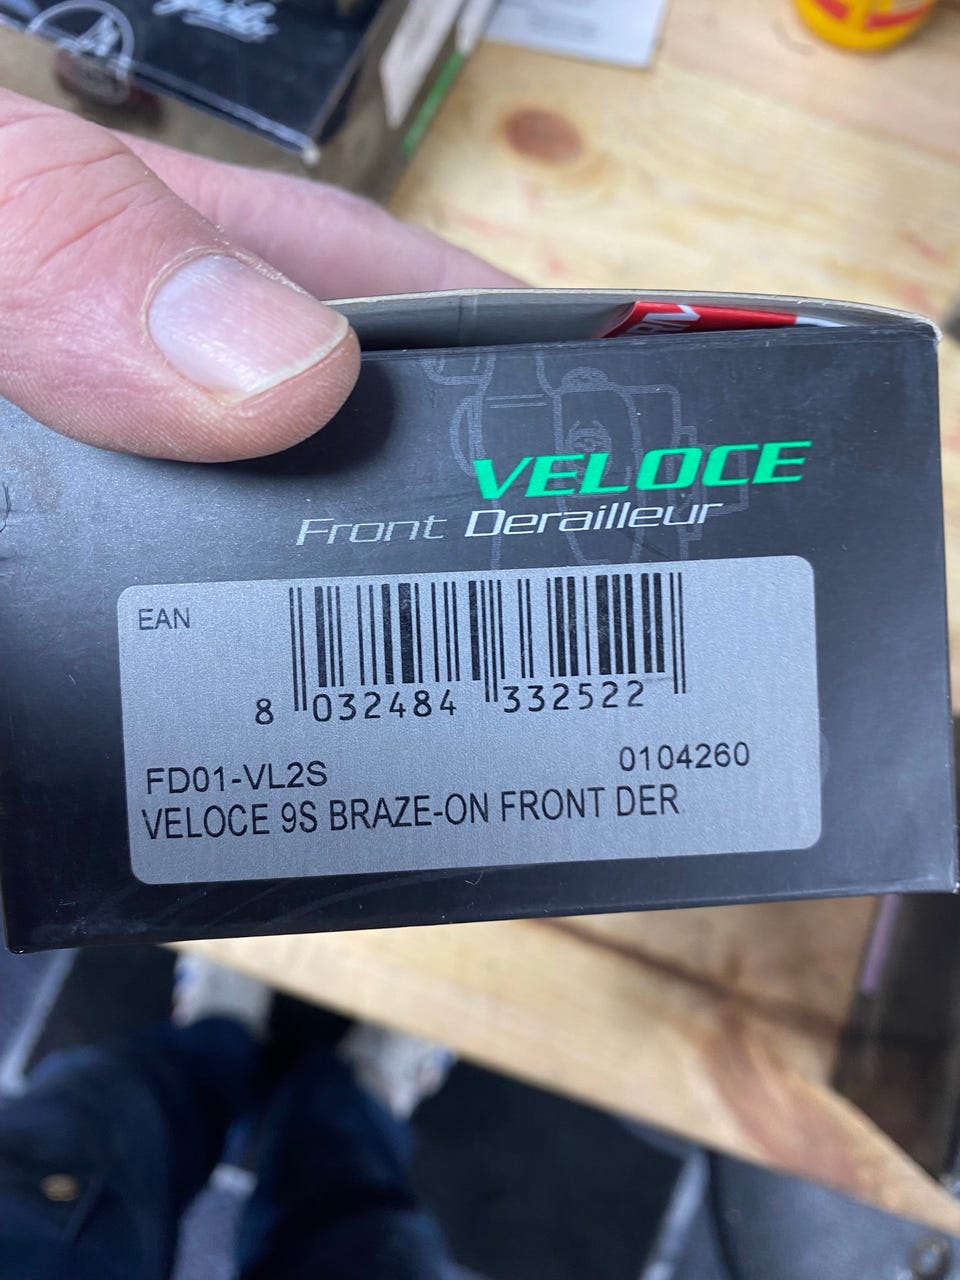 VELOCE
Front Derailleur
EAN
8 032484 332522
FD01-VL2S 0104260
VELOCE 9S BRAZE-ON FRONT DER